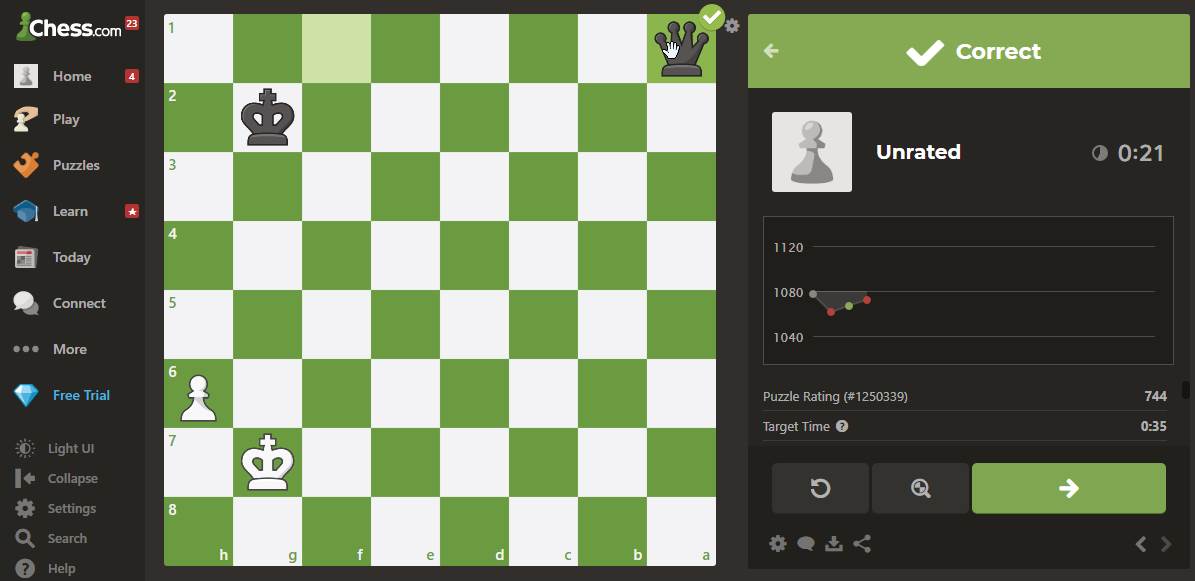 Chess.com 23
Home 4
Play
Puzzles
Learn
Today
Connect
More
Free Trial
Light UI
Collapse
Settings
Search
Help
1
2
3
4
5
6
7
8
h g f e d c b a
Correct
Unrated 0:21
1120
1080
1040
Puzzle Rating (#1250339) 744
Target Time ? 0:35